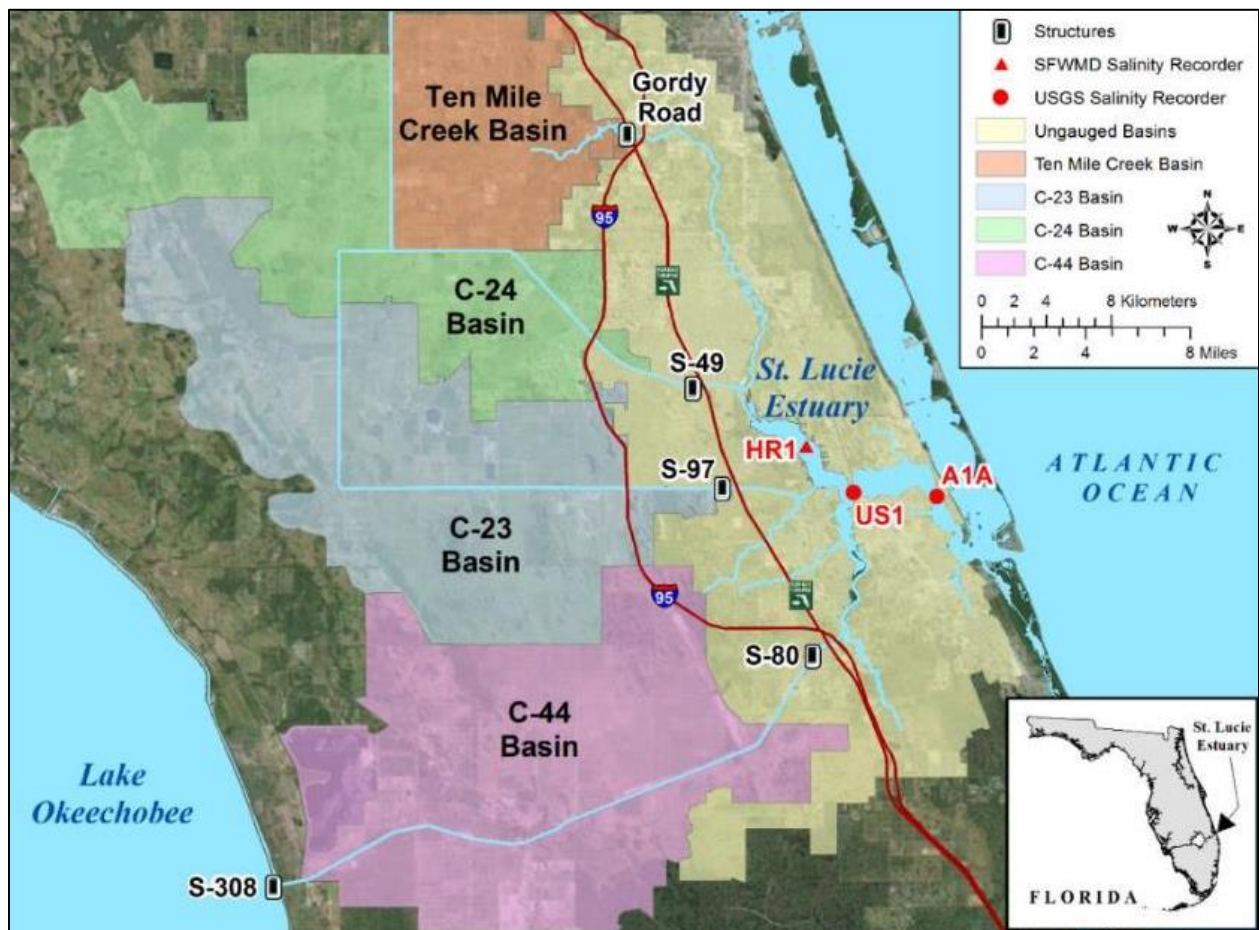 Ten Mile
Creek Basin
Gordy
Road
95
C-24
Basin
S-49
St. Lucie
Estuary
HR1
S-97
A1A
US1
ATLANTIC
OCEAN
C-23
Basin
95
S-80
C-44
Basin
Lake
Okeechobee
S-308
Structures
SFWMD Salinity Recorder
USGS Salinity Recorder
Ungauged Basins
Ten Mile Creek Basin
C-23 Basin
C-24 Basin
C-44 Basin
N
W E
S
0 2 4 8 Kilometers
0 2 4 8 Miles
St. Lucie
Estuary
FLORIDA